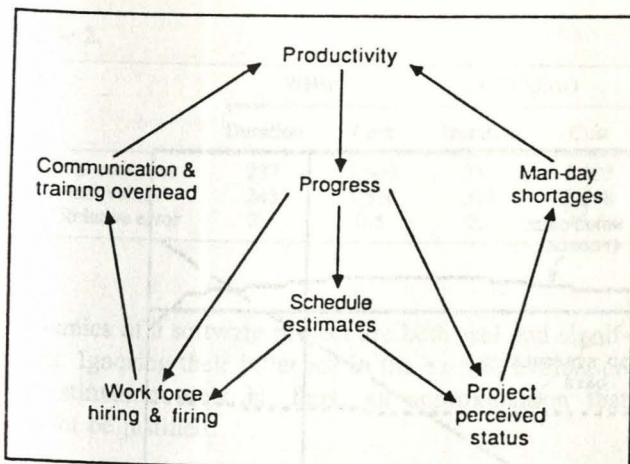 Productivity
Communication &
training overhead
Progress
Man-day
shortages
Schedule
estimates
Work force
hiring & firing
Project
perceived
status